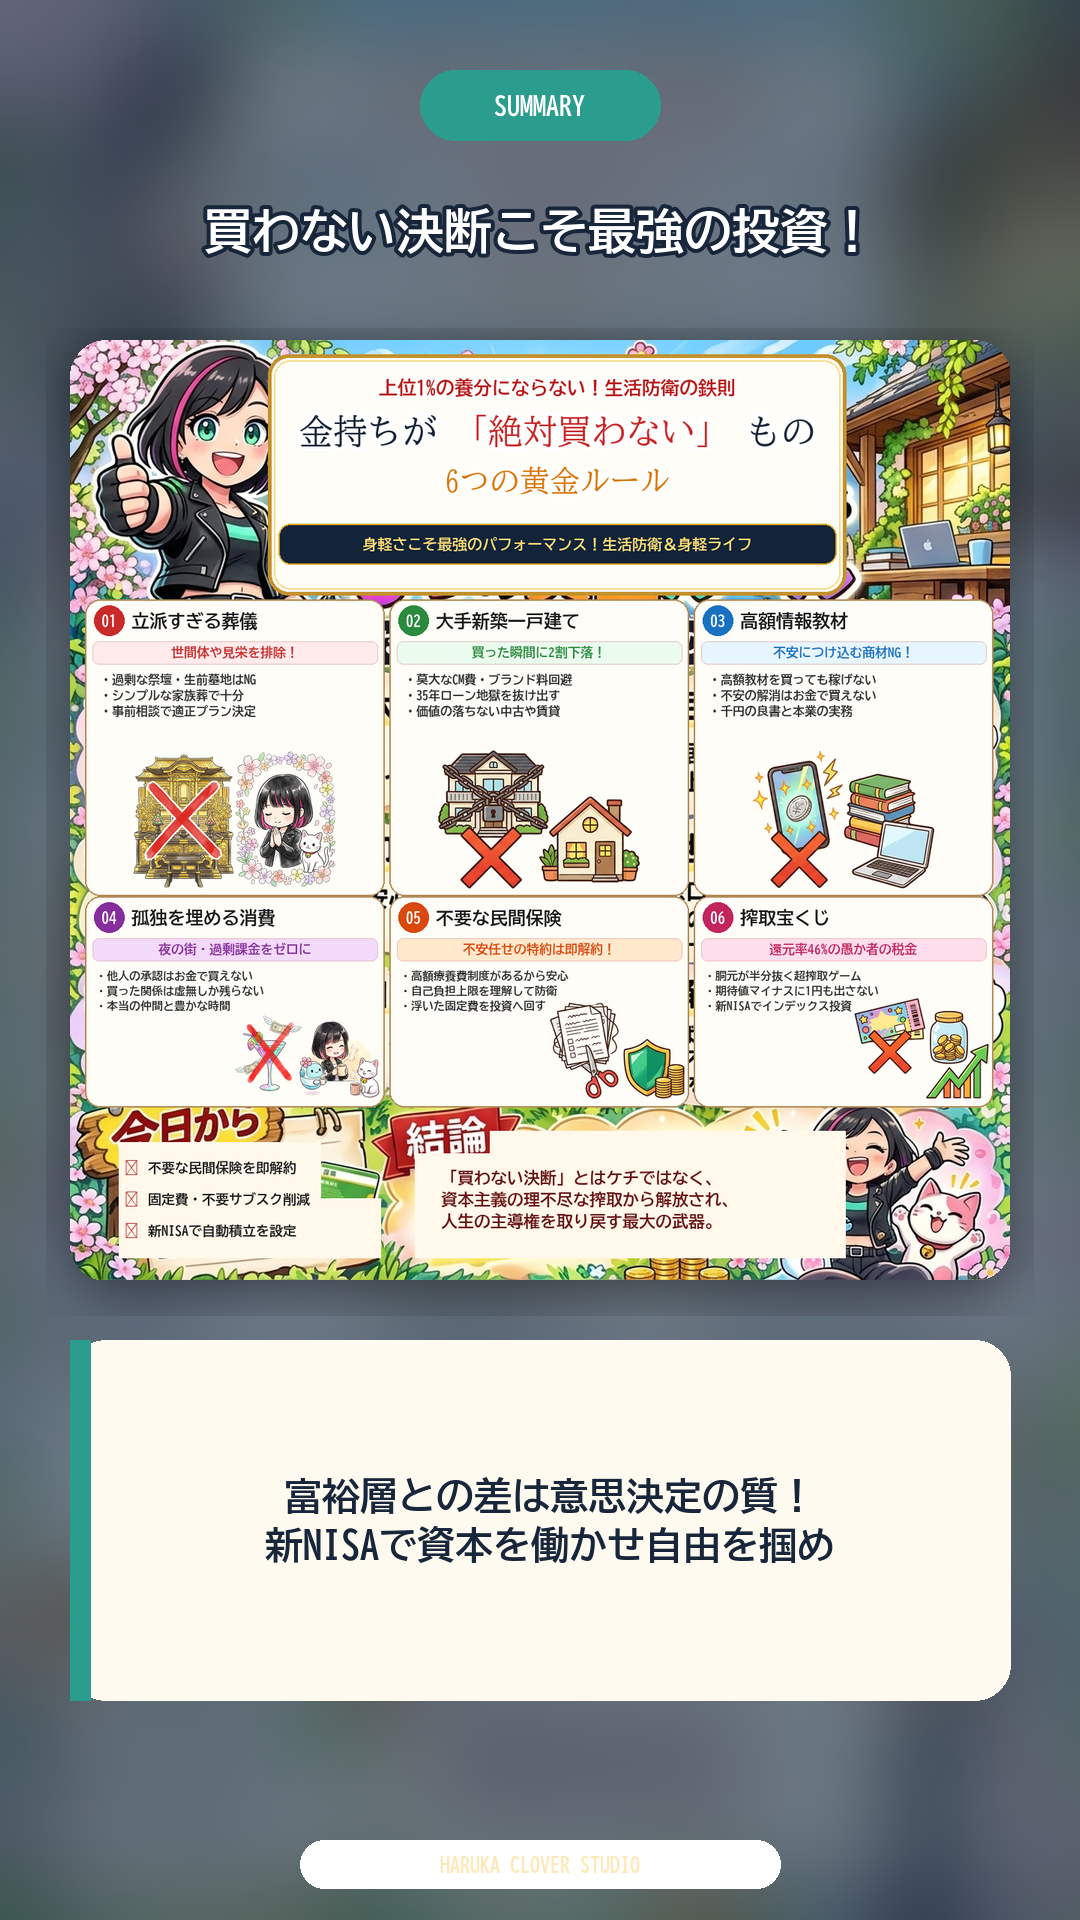 SUMMARY
買わない決断こそ最強の投資！
上位1%の養分にならない！生活防衛の鉄則
金持ちが「絶対買わない」もの
6つの黄金ルール
身軽さこそ最強のパフォーマンス！生活防衛＆身軽ライフ
01 立派すぎる葬儀
世間体や見栄を排除！
・過剰な祭壇・生前墓地はNG
・シンプルな家族葬で十分
・事前相談で適正プラン決定
02 大手新築一戸建て
買った瞬間に2割下落！
・莫大なCM費・ブランド料回避
・35年ローン地獄を抜け出す
・価値の落ちない中古や賃貸
03 高額情報教材
不安につけ込む商材NG！
・高額教材を買っても稼げない
・不安の解消はお金で買えない
・千円の良書と本業の実務
04 孤独を埋める消費
夜の街・過剰課金をゼロに
・他人の承認はお金で買えない
・買った関係は虚無しか残らない
・本当の仲間と豊かな時間
05 不要な民間保険
不安任せの特約は即解約！
・高額療養費制度があるから安心
・自己負担上限を理解して防衛
・浮いた固定費を投資へ回す
06 搾取宝くじ
還元率46%の愚か者の税金
・胴元が半分抜く超搾取ゲーム
・期待値マイナスに1円も出さない
・新NISAでインデックス投資
今日から
不要な民間保険を即解約
固定費・不要サブスク削減
新NISAで自動積立を設定
結論
「買わない決断」とはケチではなく、
資本主義の理不尽な搾取から解放され、
人生の主導権を取り戻す最大の武器。
富裕層との差は意思決定の質！
新NISAで資本を働かせ自由を掴め
HARUKA CLOVER STUDIO